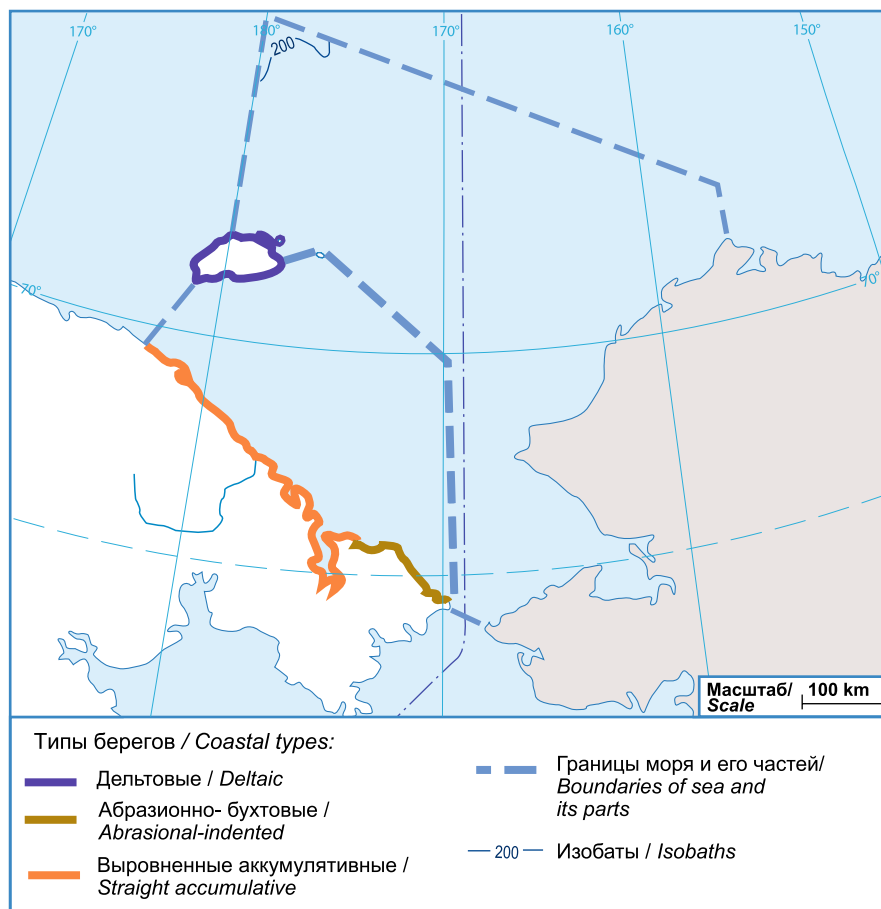 170°
180°
170°
160°
150°
200
70°
70°
Масштаб/
Scale
100 km
Типы берегов / Coastal types:
Дельтовые / Deltaic
Абразионно- бухтовые /
Abrasional-indented
Выровненные аккумулятивные /
Straight accumulative
Границы моря и его частей/
Boundaries of sea and
its parts
200
Изобаты / Isobaths